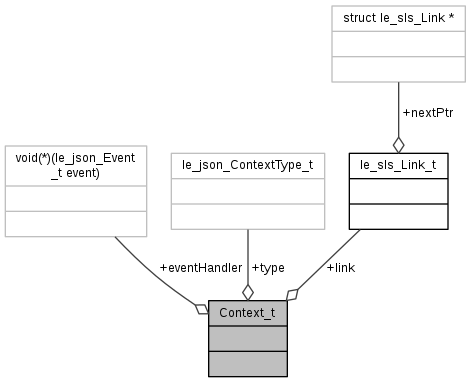 struct le_sls_Link *
+nextPtr
void(*)(le_json_Event
_t event)
le_json_ContextType_t
le_sls_Link_t
+eventHandler
+type
+link
Context_t